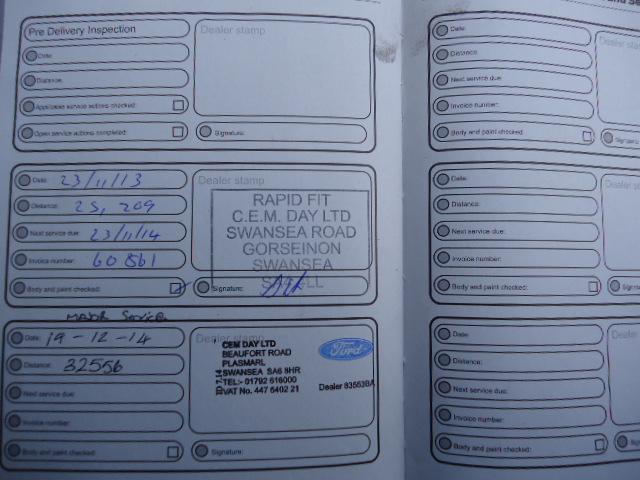 Pre Delivery Inspection
Date:
Distance:
Applicable service actions checked:
Open service actions completed:
Dealer stamp
Signature:
Date: 23/11/13
Distance: 25,209
Next service due: 23/11/14
Invoice number: 60561
Body and paint checked:
Dealer stamp
RAPID FIT
C.E.M. DAY LTD
SWANSEA ROAD
GORSEINON
SWANSEA
Signature:
MAJOR Service
Date: 19-12-14
Distance: 32556
Next service due:
Invoice number:
Body and paint checked:
Dealer stamp
CEM DAY LTD
BEAUFORT ROAD
PLASMARL
SWANSEA SA6 8HR
TEL:- 01792 616000
VAT No. 447 6402 21
Ford
Signature:
Date:
Distance:
Next service due:
Invoice number:
Body and paint checked:
Date:
Distance:
Next service due:
Invoice number:
Body and paint checked:
Date:
Distance:
Next service due:
Invoice number:
Body and paint checked: